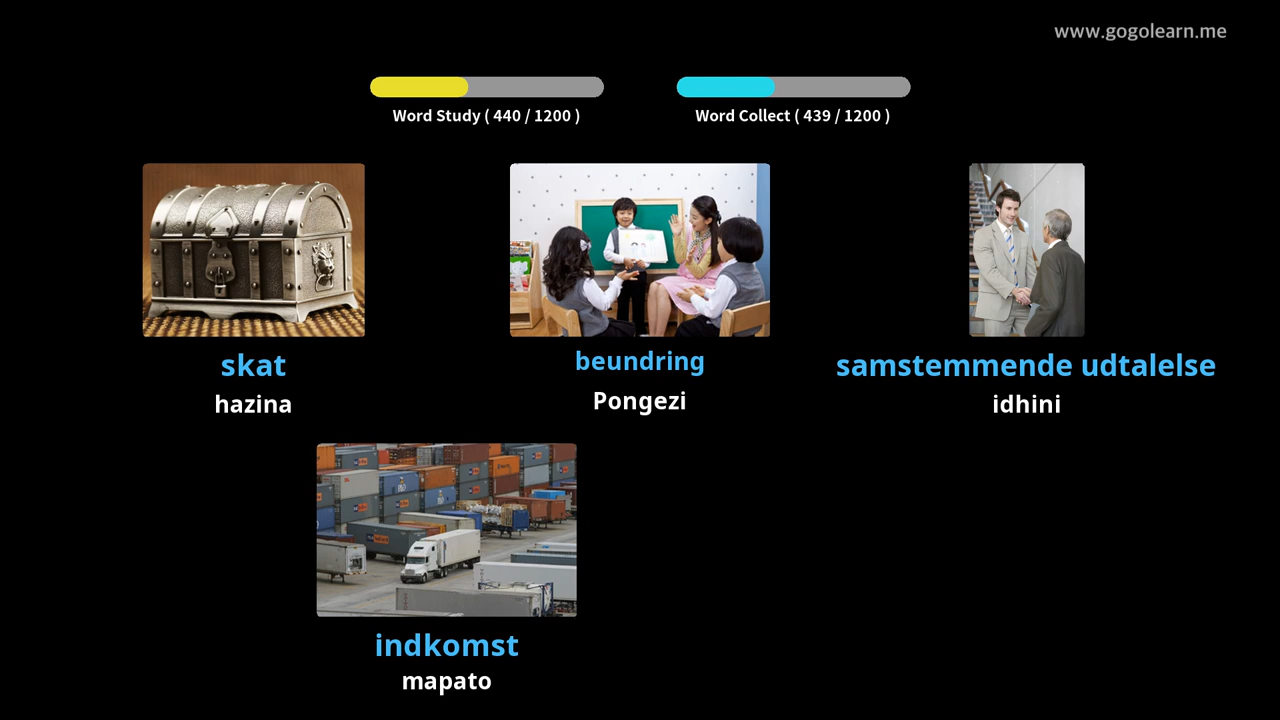 www.gogolearn.me
Word Study ( 440 / 1200 )
Word Collect ( 439 / 1200 )
skat
beundring
samstemmende udtalelse
hazina
Pongezi
idhini
indkomst
mapato